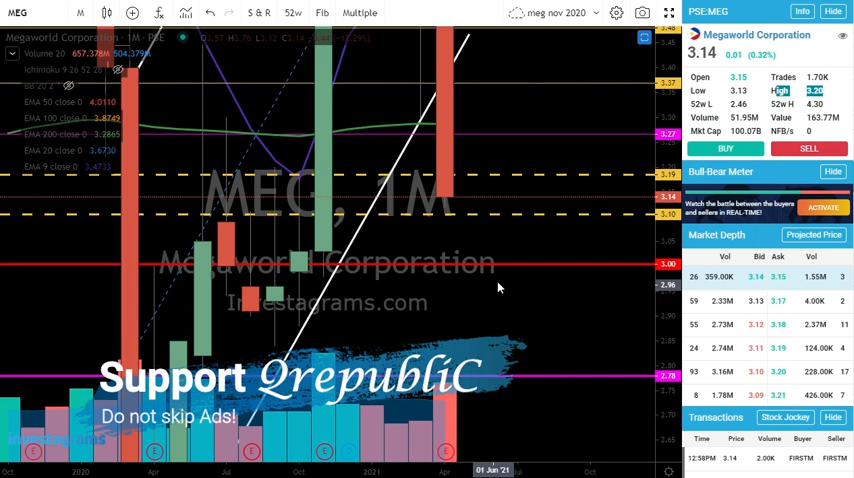 MEG M S & R 52w Fib Multiple meg nov 2020
Megaworld Corporation · 1M · PSE
Volume 20 657.378M 504.379M
Ichimoku 9 26 52 26
BB 20 2
EMA 50 close 0 4.0110
EMA 100 close 0 3.8749
EMA 200 close 0 3.2865
EMA 20 close 0 3.6730
EMA 9 close 0 3.4733
MEG, 1M
Megaworld Corporation
Investagrams.com
Support QrepubliC
Do not skip Ads!
investagrams
3.48
3.45
3.40
3.37
3.30
3.27
3.20
3.19
3.14
3.10
3.05
3.00
2.96
2.90
2.85
2.80
2.78
2.75
2.70
2.65
E E E E
Oct 2020 Apr Jul Oct 2021 Apr 01 Jun '21 Oct
PSE:MEG Info Hide
Megaworld Corporation
3.14 0.01 (0.32%)
Open 3.15 Trades 1.70K
Low 3.13 High 3.20
52w L 2.46 52w H 4.30
Volume 51.95M Value 163.77M
Mkt Cap 100.07B NFB/s 0
BUY SELL
Bull-Bear Meter Hide
Watch the battle between the buyers
and sellers in REAL-TIME!
ACTIVATE
Market Depth Projected Price
Vol Bid Ask Vol
26 359.00K 3.14 3.15 1.55M 3
59 2.33M 3.13 3.17 4.00K 2
55 2.73M 3.12 3.18 2.37M 11
24 2.74M 3.11 3.19 124.00K 4
93 3.16M 3.10 3.20 228.00K 17
8 1.78M 3.09 3.21 426.00K 7
Transactions Stock Jockey Hide
Time Price Volume Buyer Seller
12:58PM 3.14 2.00K FIRSTM FIRSTM